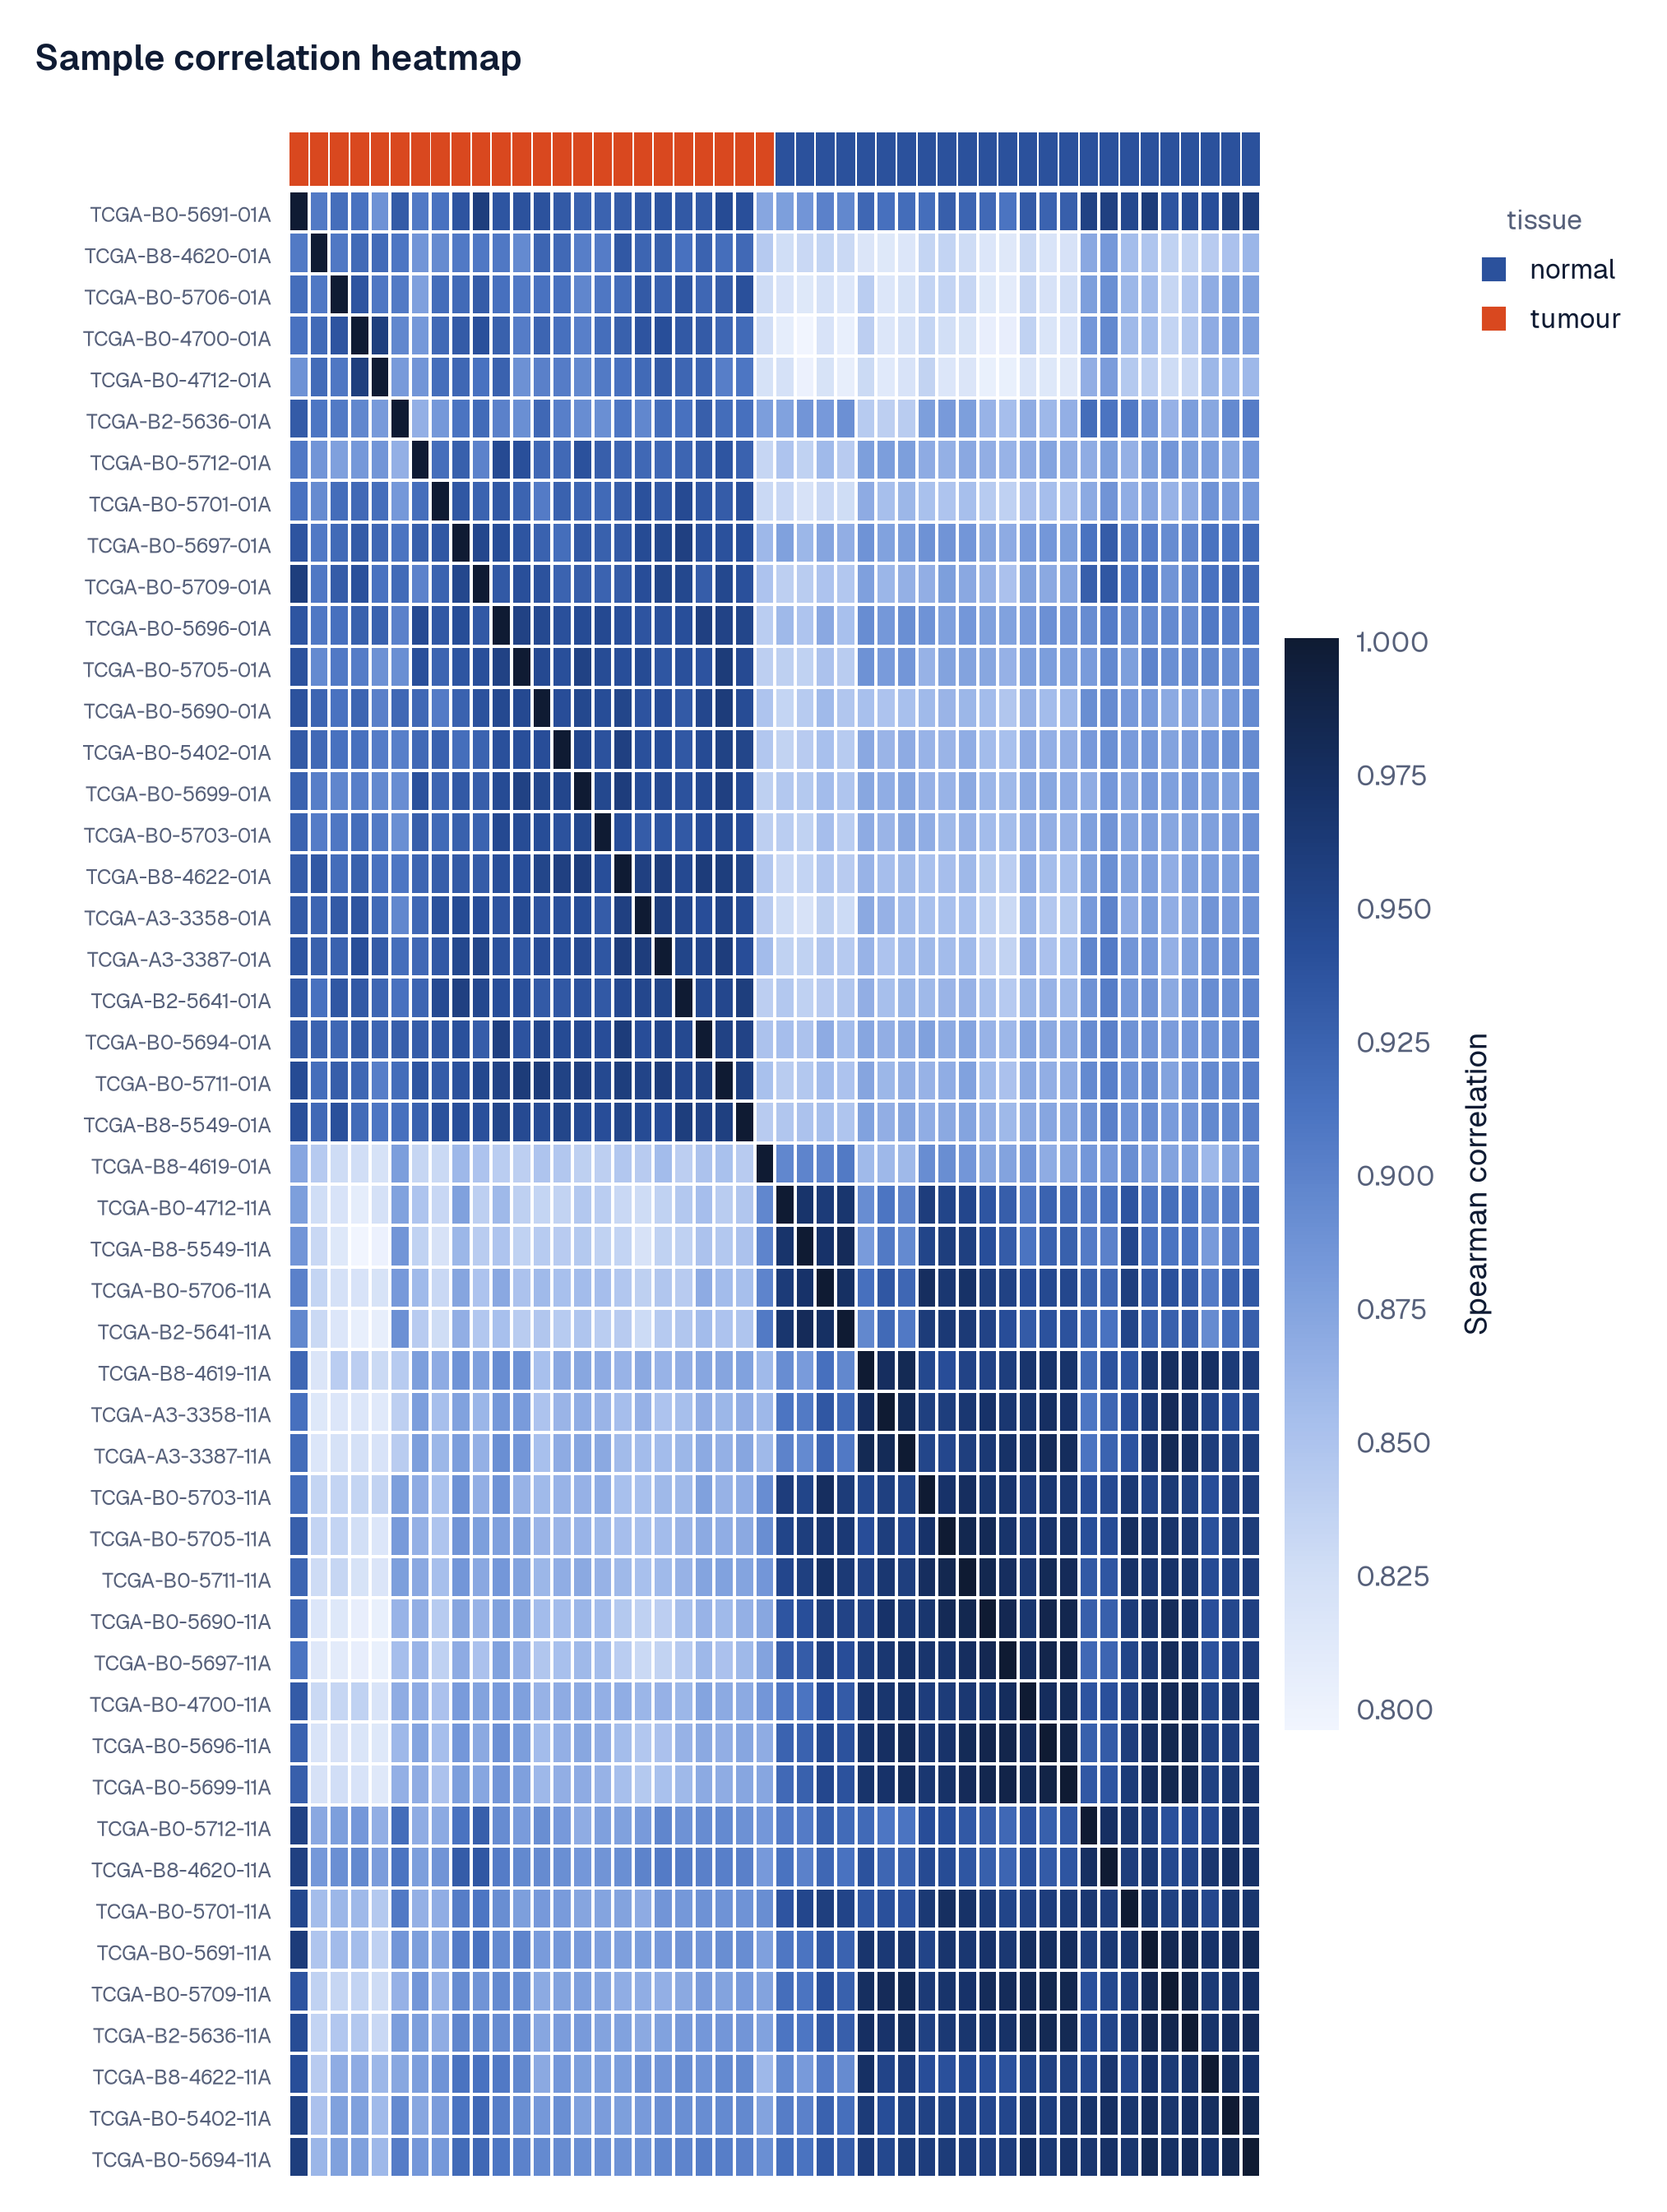 Sample correlation heatmap
TCGA-B0-5691-01A
TCGA-B8-4620-01A
TCGA-B0-5706-01A
TCGA-B0-4700-01A
TCGA-B0-4712-01A
TCGA-B2-5636-01A
TCGA-B0-5712-01A
TCGA-B0-5701-01A
TCGA-B0-5697-01A
TCGA-B0-5709-01A
TCGA-B0-5696-01A
TCGA-B0-5705-01A
TCGA-B0-5690-01A
TCGA-B0-5402-01A
TCGA-B0-5699-01A
TCGA-B0-5703-01A
TCGA-B8-4622-01A
TCGA-A3-3358-01A
TCGA-A3-3387-01A
TCGA-B2-5641-01A
TCGA-B0-5694-01A
TCGA-B0-5711-01A
TCGA-B8-5549-01A
TCGA-B8-4619-01A
TCGA-B0-4712-11A
TCGA-B8-5549-11A
TCGA-B0-5706-11A
TCGA-B2-5641-11A
TCGA-B8-4619-11A
TCGA-A3-3358-11A
TCGA-A3-3387-11A
TCGA-B0-5703-11A
TCGA-B0-5705-11A
TCGA-B0-5711-11A
TCGA-B0-5690-11A
TCGA-B0-5697-11A
TCGA-B0-4700-11A
TCGA-B0-5696-11A
TCGA-B0-5699-11A
TCGA-B0-5712-11A
TCGA-B8-4620-11A
TCGA-B0-5701-11A
TCGA-B0-5691-11A
TCGA-B0-5709-11A
TCGA-B2-5636-11A
TCGA-B8-4622-11A
TCGA-B0-5402-11A
TCGA-B0-5694-11A
tissue
normal
tumour
1.000
0.975
0.950
0.925
0.900
0.875
0.850
0.825
0.800
Spearman correlation